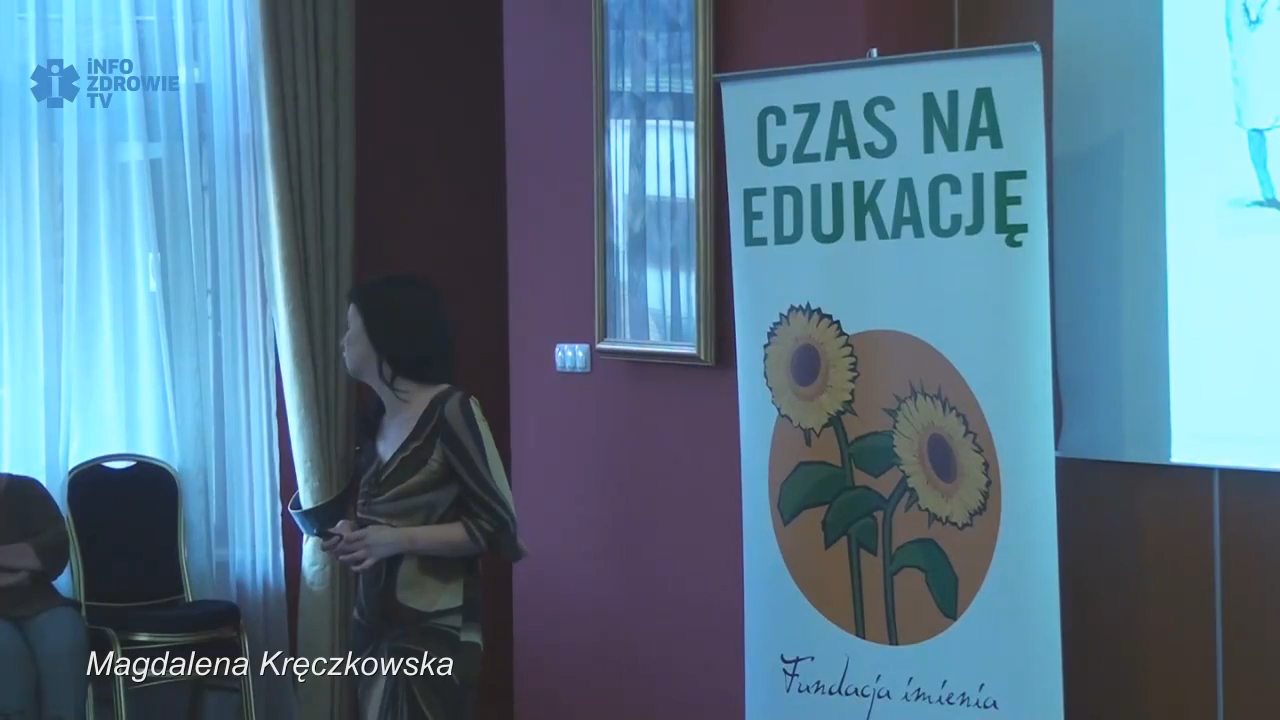 iNFO
ZDROWIE
TV
CZAS NA
EDUKACJĘ
Fundacja imienia
Magdalena Kręczkowska